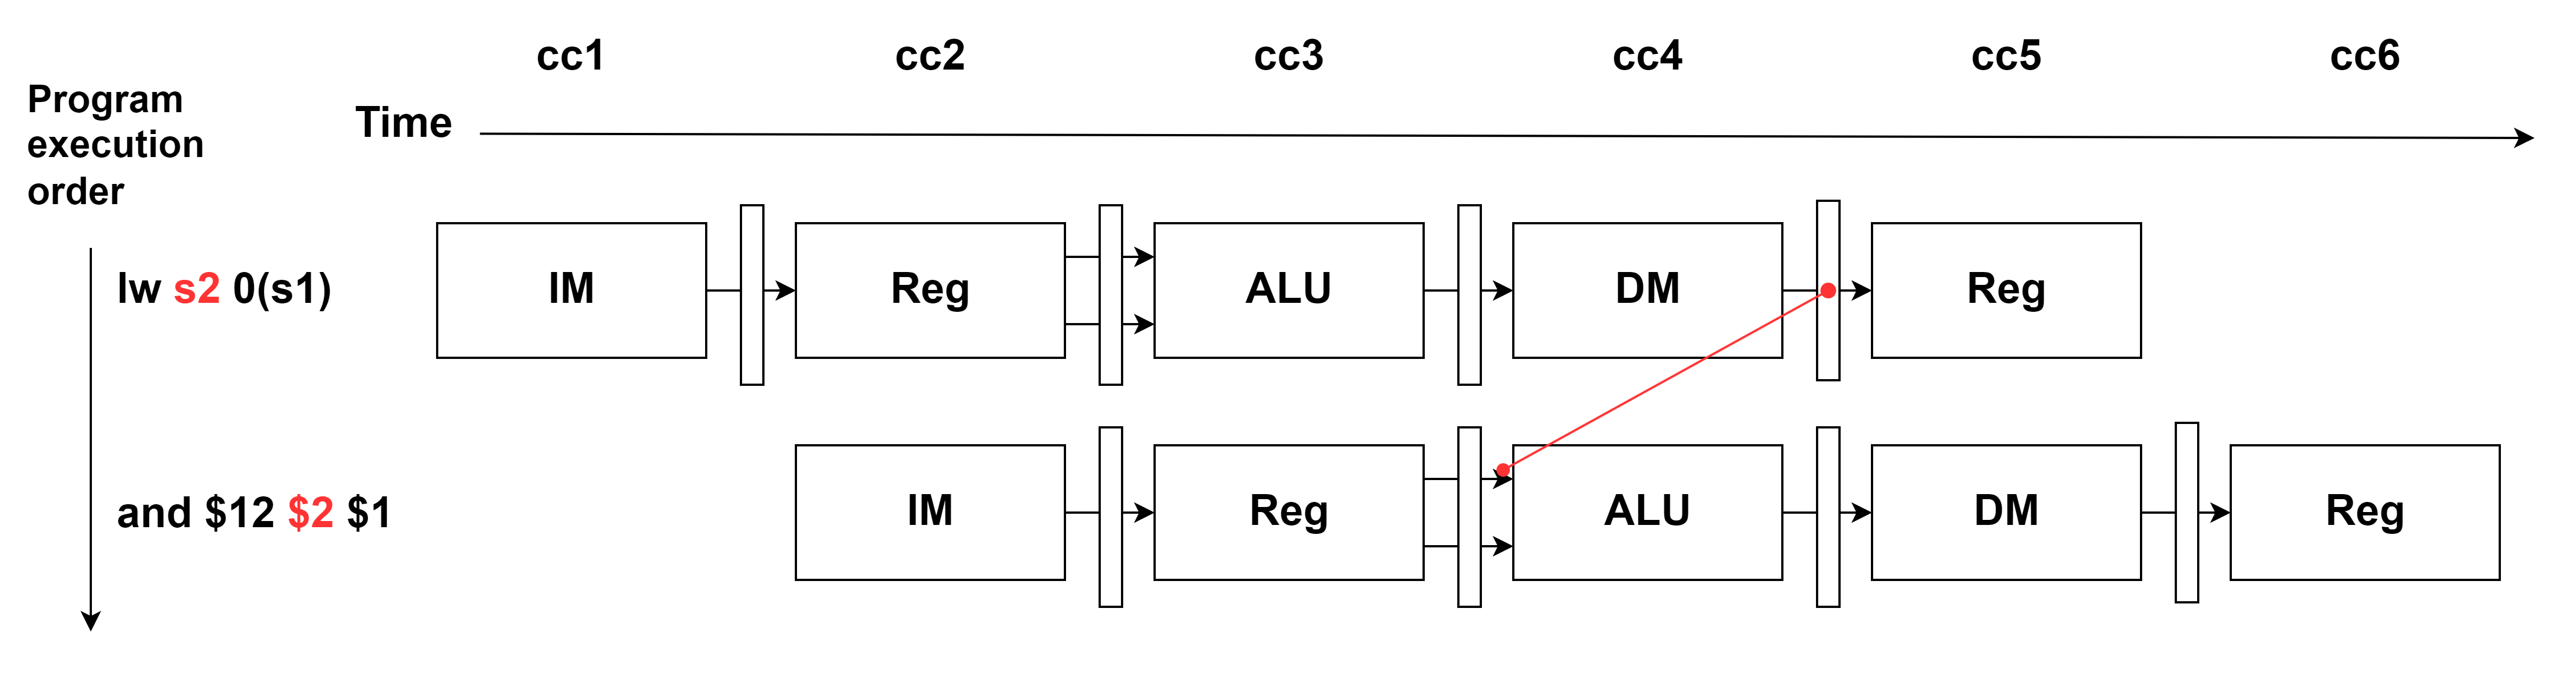 cc1 cc2 cc3 cc4 cc5 cc6
Program
execution
order
Time
lw s2 0(s1)
IM Reg ALU DM Reg
and $12 $2 $1
IM Reg ALU DM Reg